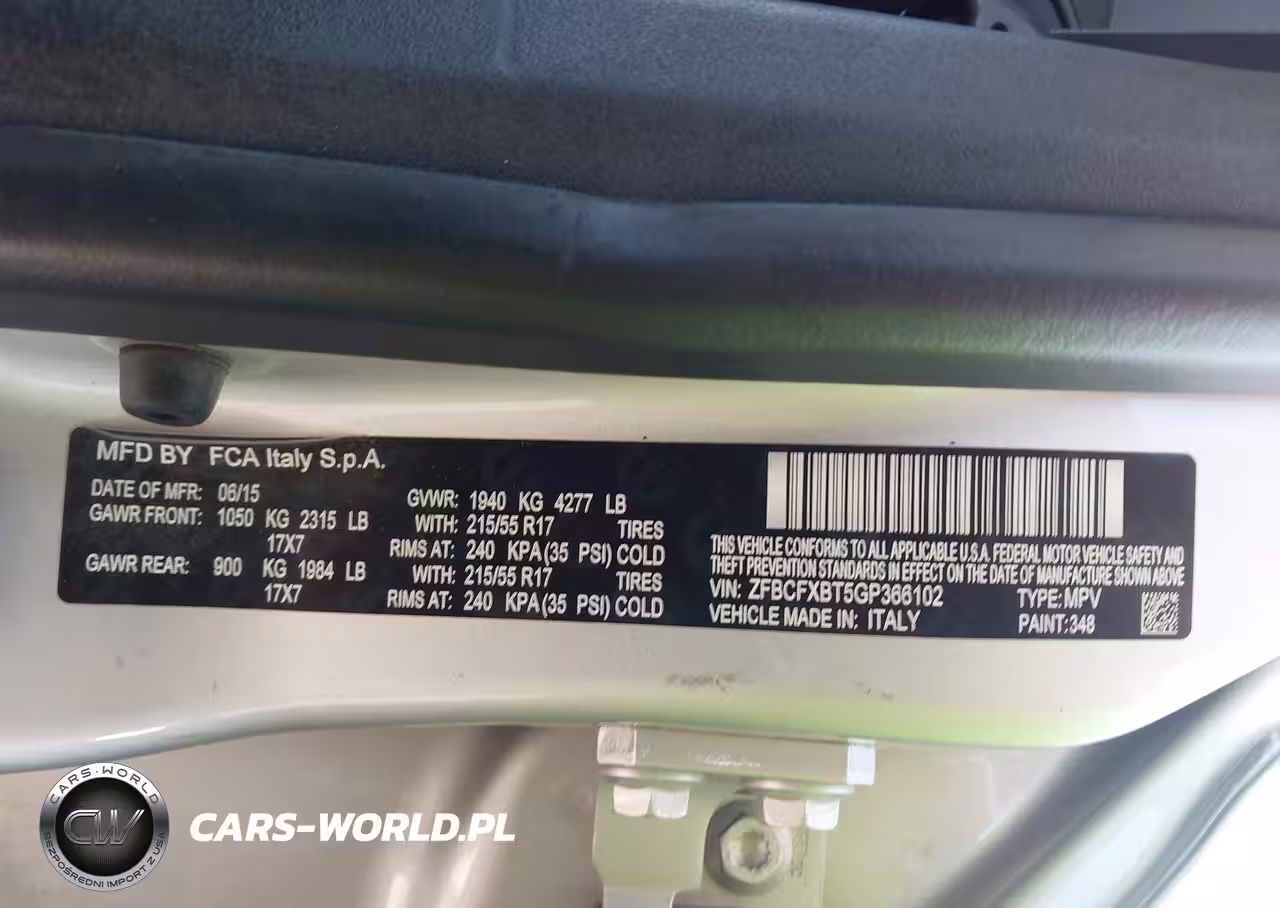 MFD BY FCA Italy S.p.A.
DATE OF MFR: 06/15
GAWR FRONT: 1050 KG 2315 LB
17X7
GAWR REAR: 900 KG 1984 LB
17X7
GVWR: 1940 KG 4277 LB
WITH: 215/55 R17 TIRES
RIMS AT: 240 KPA (35 PSI) COLD
WITH: 215/55 R17 TIRES
RIMS AT: 240 KPA (35 PSI) COLD
THIS VEHICLE CONFORMS TO ALL APPLICABLE U.S.A. FEDERAL MOTOR VEHICLE SAFETY AND
THEFT PREVENTION STANDARDS IN EFFECT ON THE DATE OF MANUFACTURE SHOWN ABOVE
VIN: ZFBCFXBT5GP366102 TYPE: MPV
VEHICLE MADE IN: ITALY PAINT: 348
CARS-WORLD
CW
BEZPOŚREDNI IMPORT Z USA
CARS-WORLD.PL